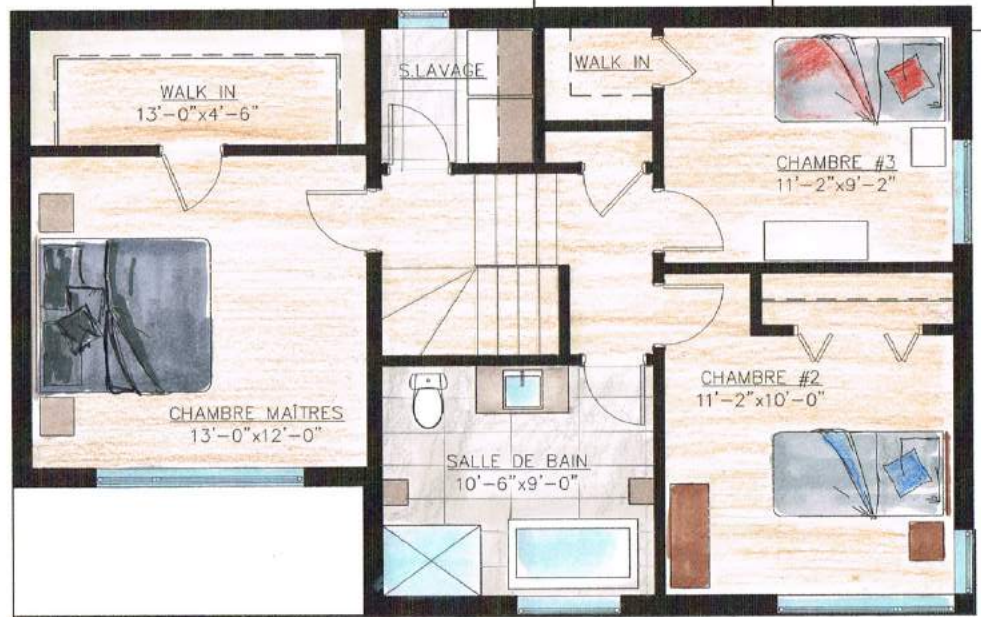 WALK IN
13'-0"x4'-6"
S.LAVAGE
WALK IN
CHAMBRE #3
11'-2"x9'-2"
CHAMBRE MAÎTRES
13'-0"x12'-0"
CHAMBRE #2
11'-2"x10'-0"
SALLE DE BAIN
10'-6"x9'-0"